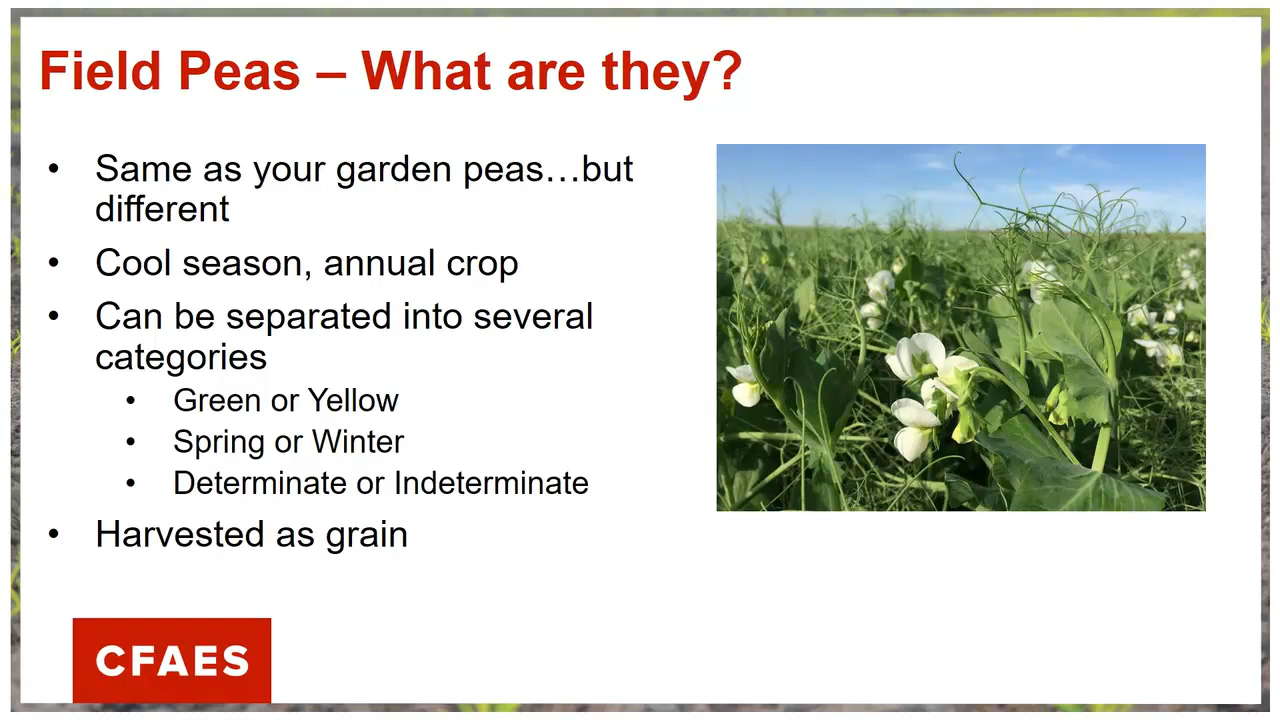 Field Peas – What are they?
• Same as your garden peas…but
different
• Cool season, annual crop
• Can be separated into several
categories
• Green or Yellow
• Spring or Winter
• Determinate or Indeterminate
• Harvested as grain
CFAES